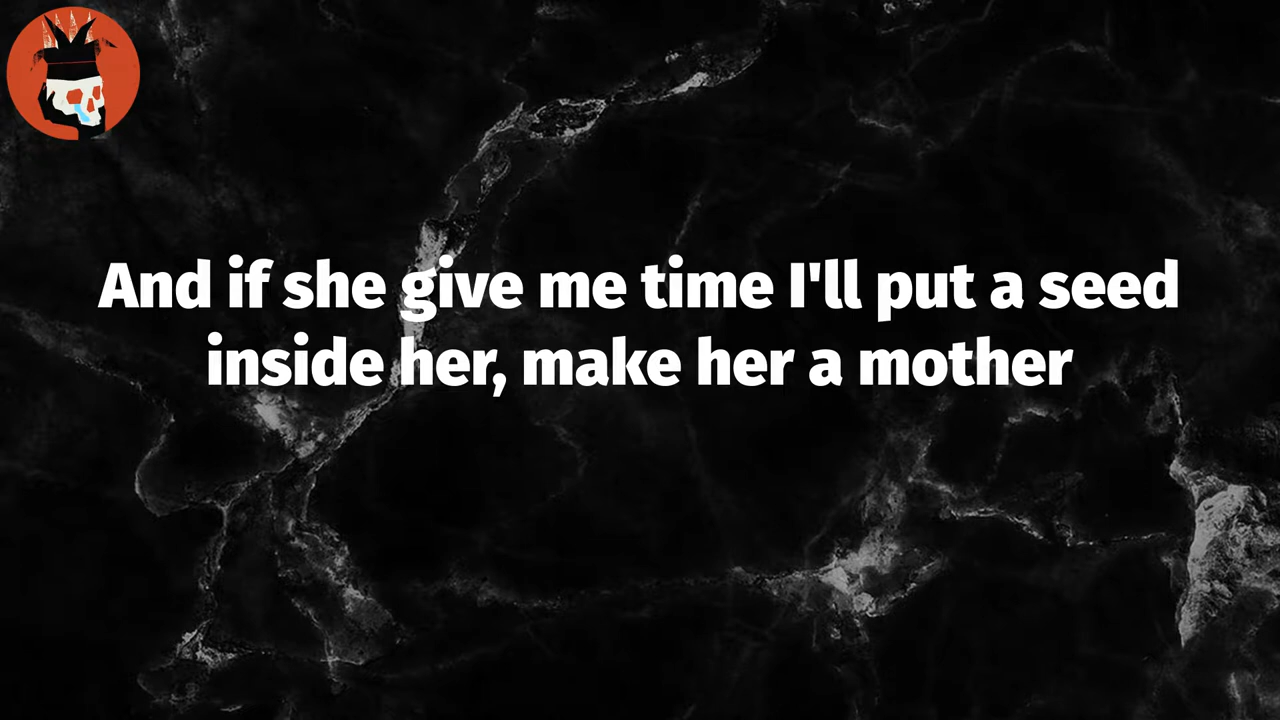 And if she give me time I'll put a seed
inside her, make her a mother